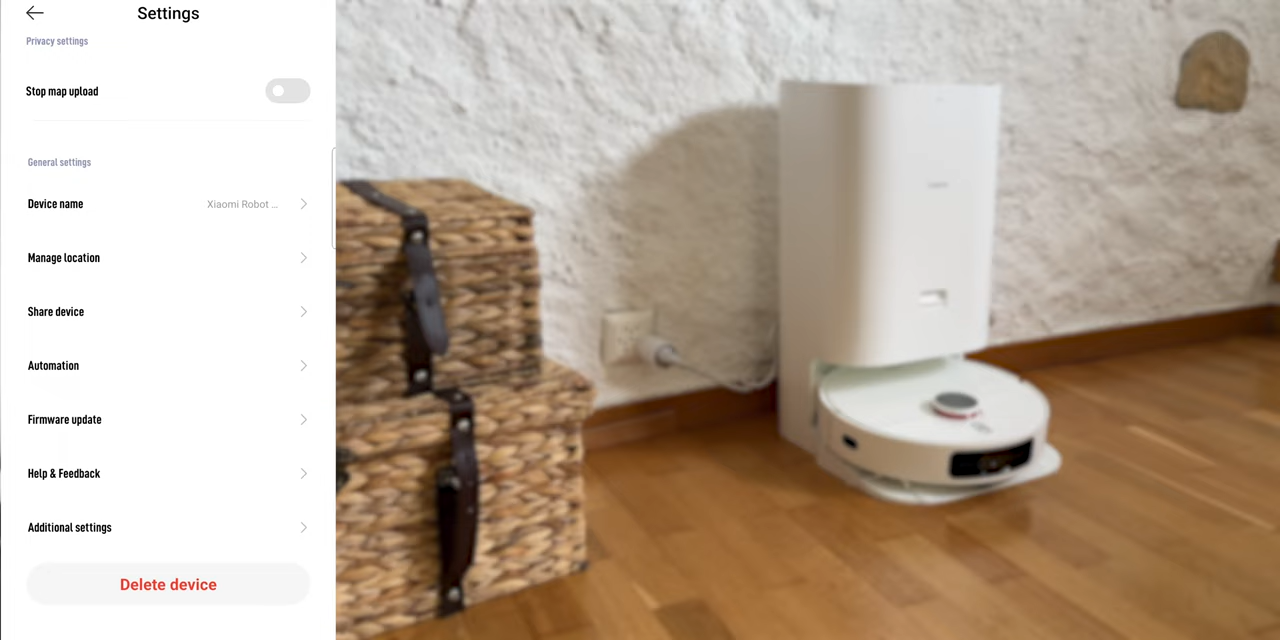 Settings
Privacy settings
Stop map upload
General settings
Device name Xiaomi Robot ...
Manage location
Share device
Automation
Firmware update
Help & Feedback
Additional settings
Delete device